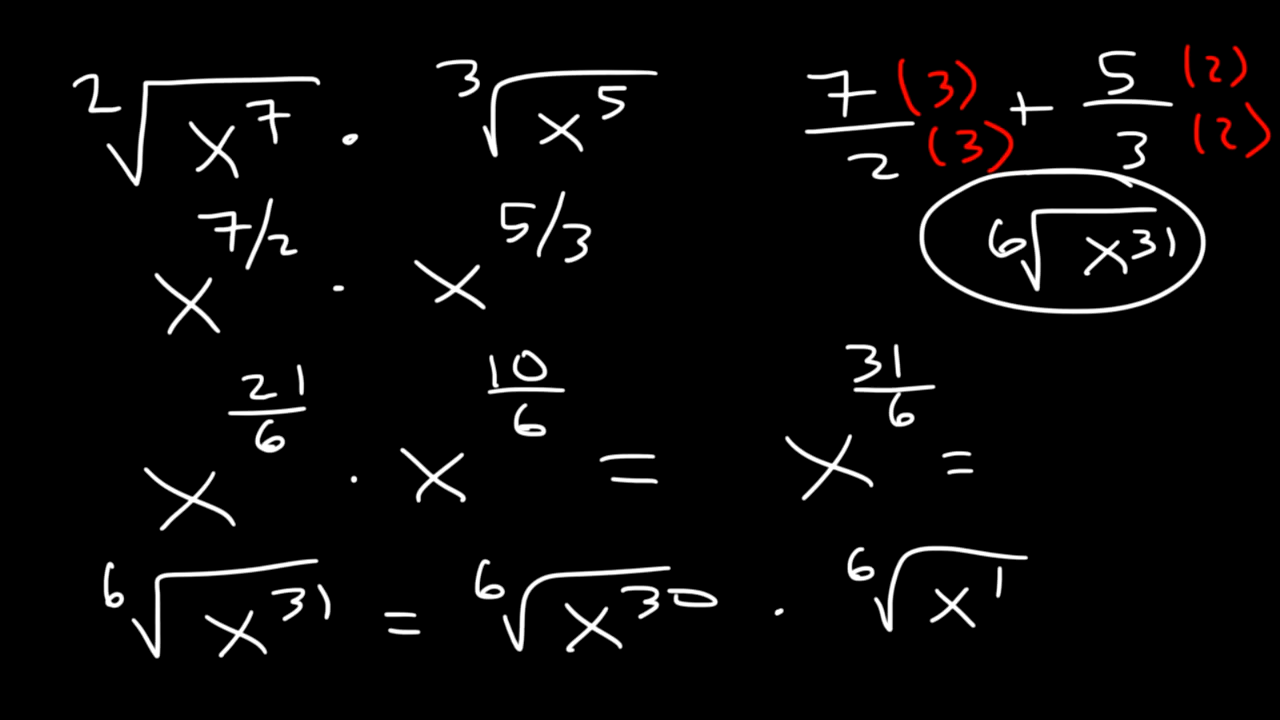 ²√x⁷ · ³√x⁵
7(3)/2(3) + 5(2)/3(2)
x^7/2 · x^5/3
⁶√x³¹
x^21/6 · x^10/6 = x^31/6 =
⁶√x³¹ = ⁶√x³⁰ · ⁶√x¹